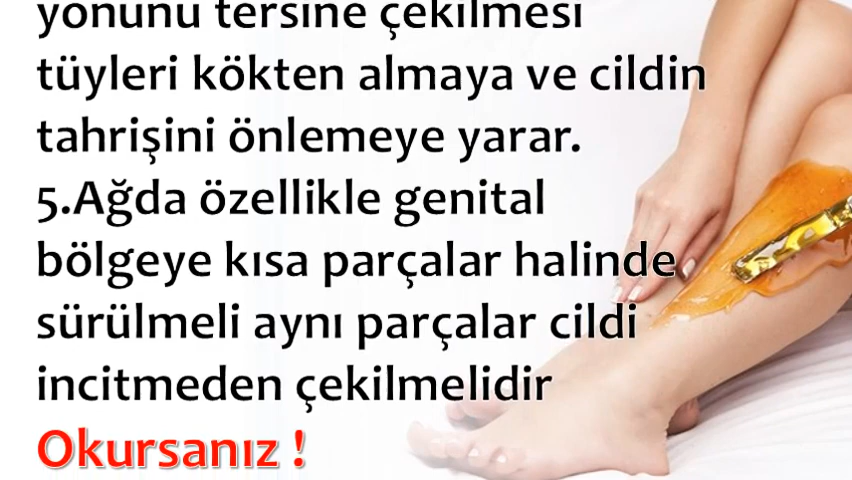 yönünü tersine çekilmesi
tüyleri kökten almaya ve cildin
tahrişini önlemeye yarar.
5.Ağda özellikle genital
bölgeye kısa parçalar halinde
sürülmeli aynı parçalar cildi
incitmeden çekilmelidir
Okursanız !